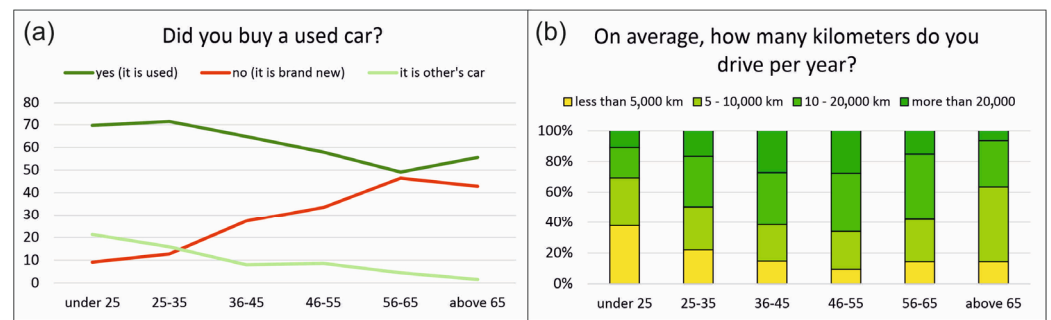 (a)
Did you buy a used car?
yes (it is used) no (it is brand new) it is other's car
80
70
60
50
40
30
20
10
0
under 25 25-35 36-45 46-55 56-65 above 65
(b)
On average, how many kilometers do you
drive per year?
less than 5,000 km 5 - 10,000 km 10 - 20,000 km more than 20,000
100%
80%
60%
40%
20%
0%
under 25 25-35 36-45 46-55 56-65 above 65